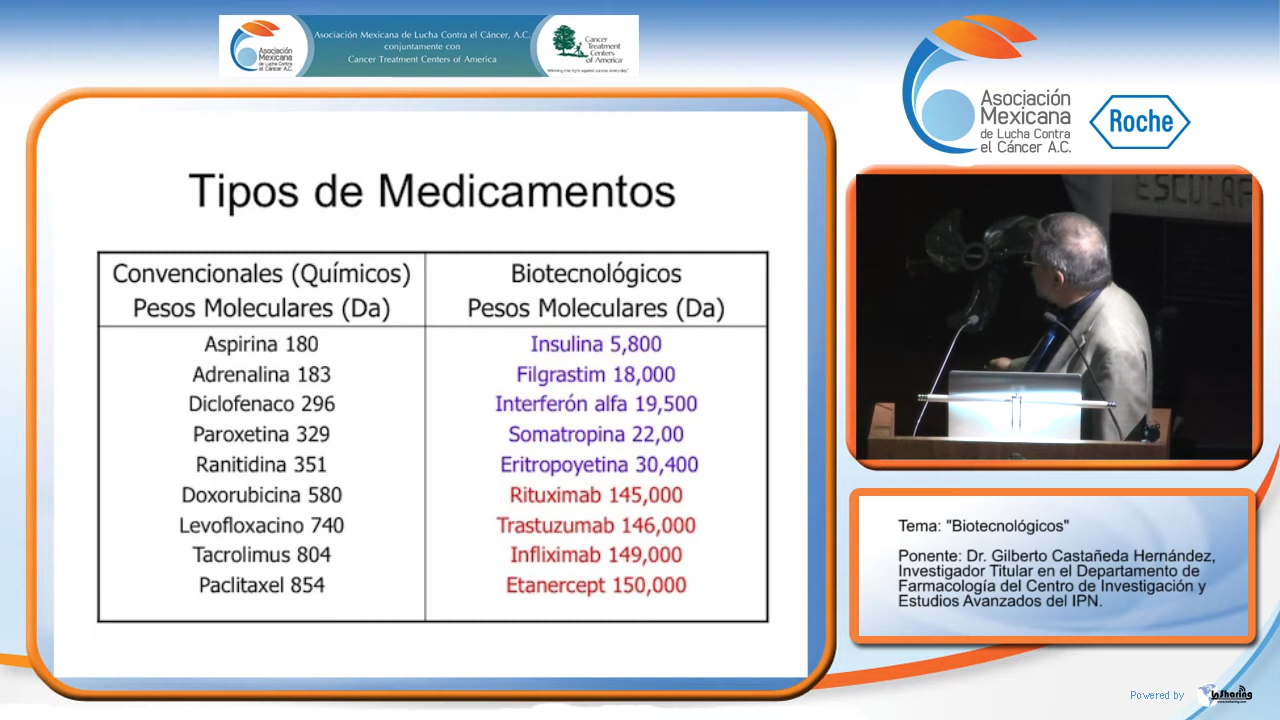 Asociación Mexicana de Lucha Contra el Cáncer, A.C.
conjuntamente con
Cancer Treatment Centers of America
Asociación
Mexicana
de Lucha Contra
el Cáncer A.C.
Cancer
Treatment
Centers
of America
Winning the fight against cancer, every day.
Asociación
Mexicana
de Lucha Contra
el Cáncer A.C.
Roche
Tipos de Medicamentos
Convencionales (Químicos)
Pesos Moleculares (Da)
Biotecnológicos
Pesos Moleculares (Da)
Aspirina 180
Insulina 5,800
Adrenalina 183
Filgrastim 18,000
Diclofenaco 296
Interferón alfa 19,500
Paroxetina 329
Somatropina 22,00
Ranitidina 351
Eritropoyetina 30,400
Doxorubicina 580
Rituximab 145,000
Levofloxacino 740
Trastuzumab 146,000
Tacrolimus 804
Infliximab 149,000
Paclitaxel 854
Etanercept 150,000
ESCULAP
Tema: "Biotecnológicos"
Ponente: Dr. Gilberto Castañeda Hernández,
Investigador Titular en el Departamento de
Farmacología del Centro de Investigación y
Estudios Avanzados del IPN.
Powered by
InSharing